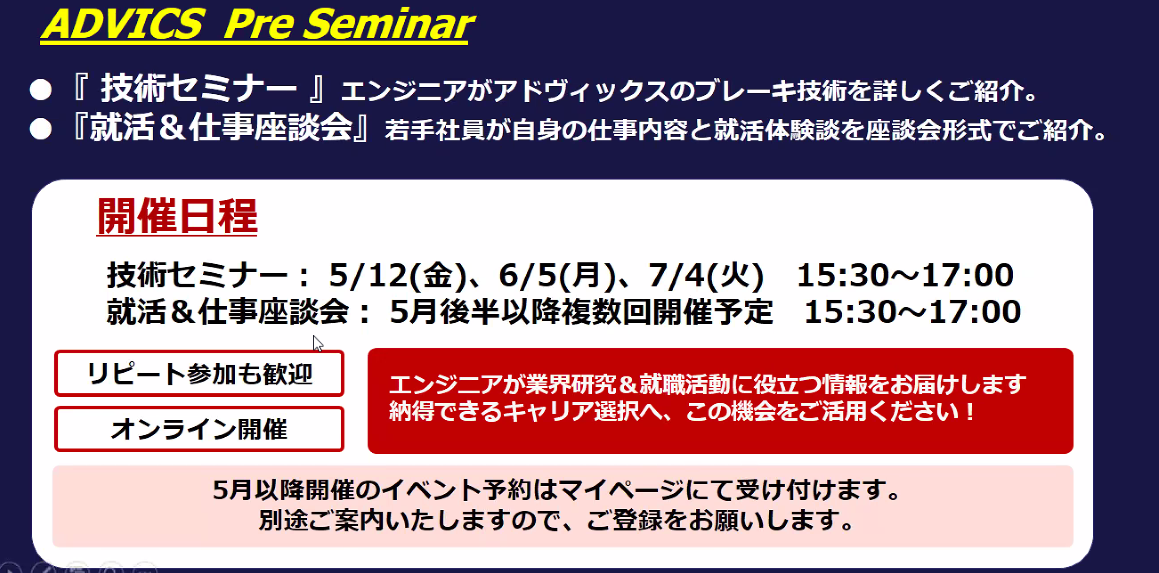 ADVICS Pre Seminar
● 『 技術セミナー 』エンジニアがアドヴィックスのブレーキ技術を詳しくご紹介。
● 『就活＆仕事座談会』若手社員が自身の仕事内容と就活体験談を座談会形式でご紹介。
開催日程
技術セミナー： 5/12(金)、6/5(月)、7/4(火) 15:30～17:00
就活＆仕事座談会： 5月後半以降複数回開催予定 15:30～17:00
リピート参加も歓迎
オンライン開催
エンジニアが業界研究＆就職活動に役立つ情報をお届けします
納得できるキャリア選択へ、この機会をご活用ください！
5月以降開催のイベント予約はマイページにて受け付けます。
別途ご案内いたしますので、ご登録をお願いします。